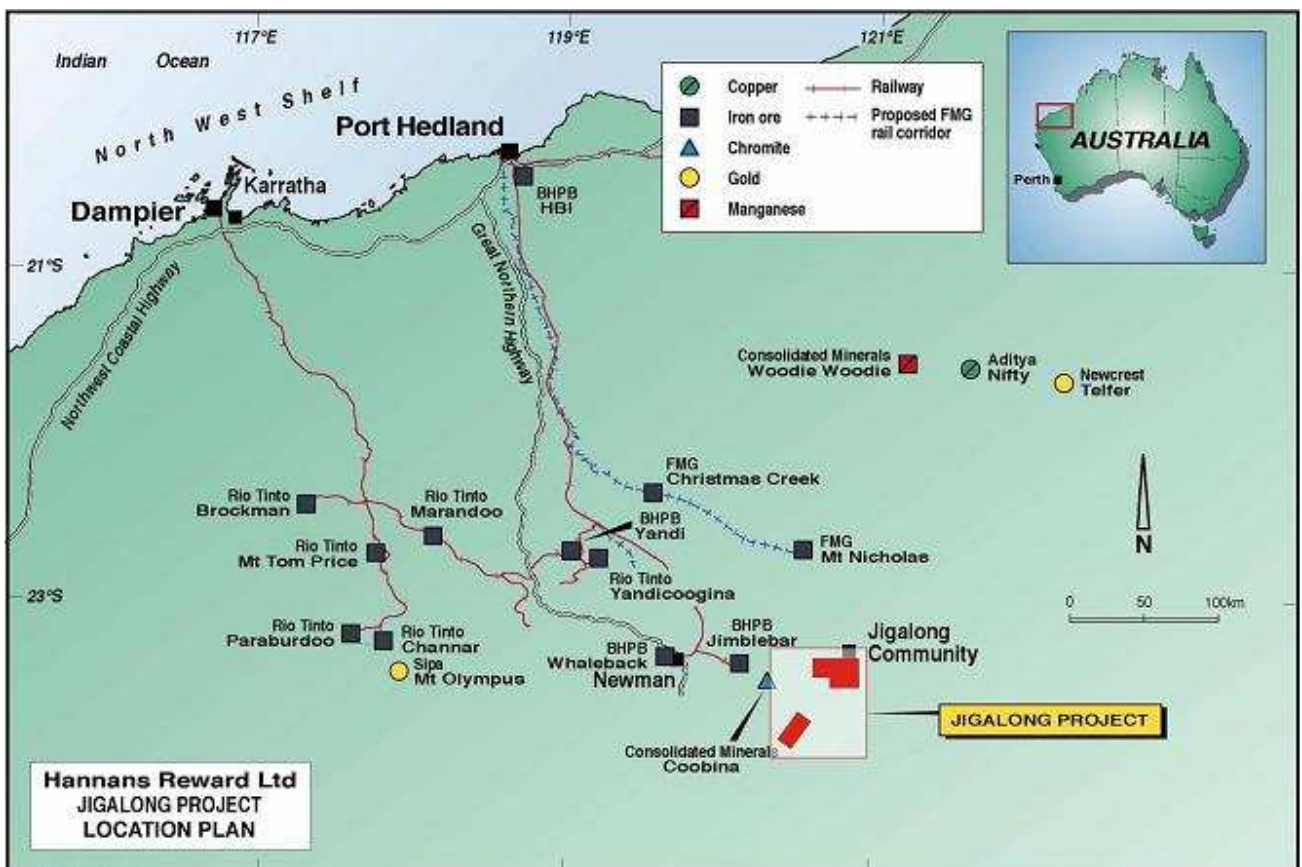 117°E
119°E
121°E
Indian Ocean
North West Shelf
Port Hedland
Karratha
Dampier
BHPB
HBI
Copper
Iron ore
Chromite
Gold
Manganese
Railway
Proposed FMG
rail corridor
AUSTRALIA
Perth
21°S
Northwest Coastal Highway
Great Northern Highway
Consolidated Minerals
Woodie Woodie
Aditya
Nifty
Newcrest
Telfer
FMG
Christmas Creek
Rio Tinto
Brockman
Rio Tinto
Marandoo
BHPB
Yandi
Rio Tinto
Mt Tom Price
FMG
Mt Nicholas
N
Rio Tinto
Yandicoogina
23°S
0 50 100km
Rio Tinto
Paraburdoo
Rio Tinto
Channar
Sipa
Mt Olympus
BHPB
Whaleback
Newman
BHPB
Jimblebar
Jigalong
Community
JIGALONG PROJECT
Consolidated Minerals
Coobina
Hannans Reward Ltd
JIGALONG PROJECT
LOCATION PLAN